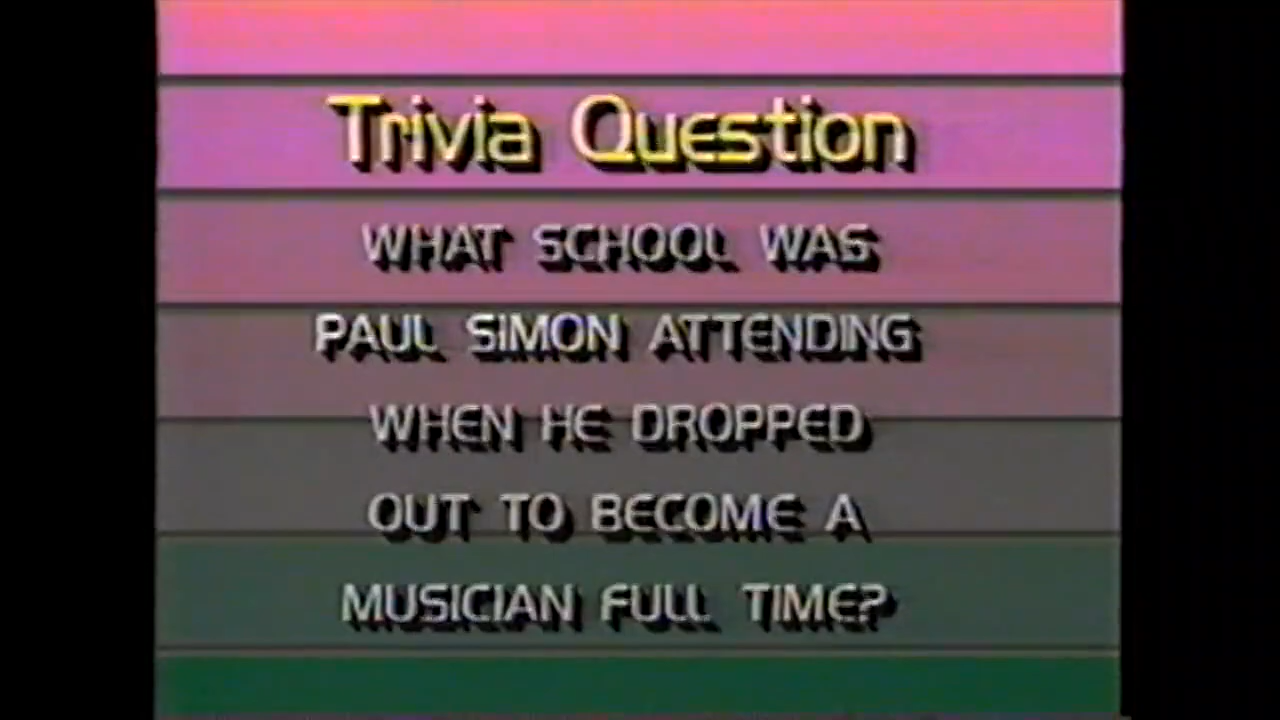 Trivia Question
WHAT SCHOOL WAS
PAUL SIMON ATTENDING
WHEN HE DROPPED
OUT TO BECOME A
MUSICIAN FULL TIME?